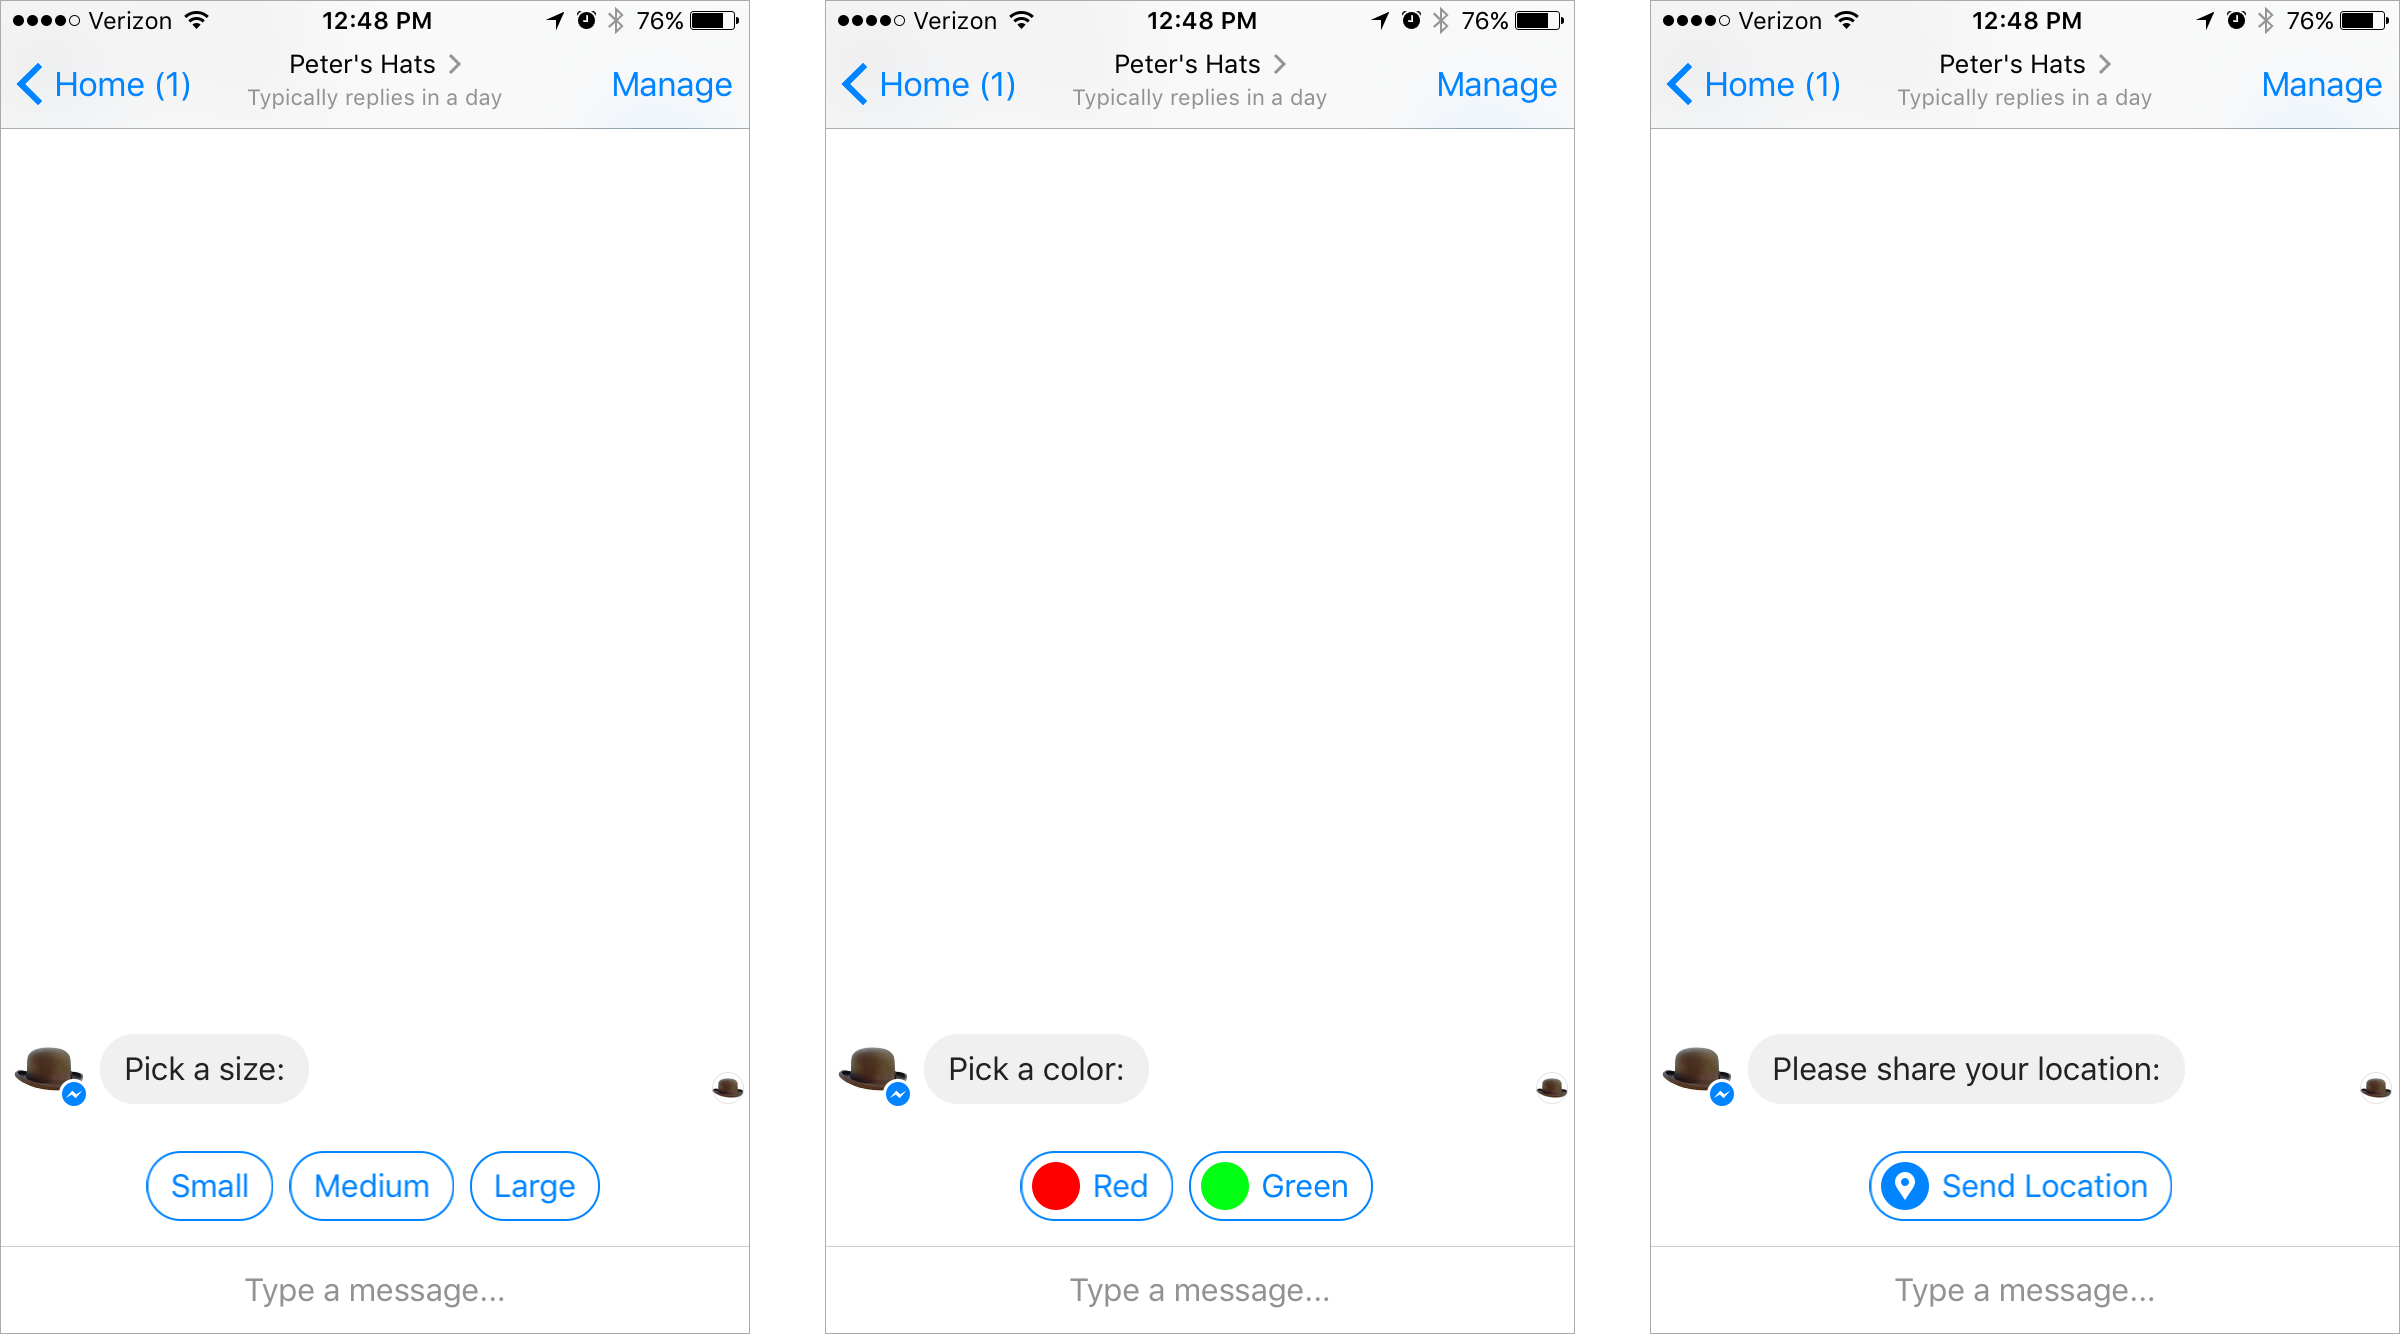 Verizon 12:48 PM 76%
Peter's Hats
Home (1) Manage
Typically replies in a day
Pick a size:
Small Medium Large
Type a message...
Verizon 12:48 PM 76%
Peter's Hats
Home (1) Manage
Typically replies in a day
Pick a color:
Red Green
Type a message...
Verizon 12:48 PM 76%
Peter's Hats
Home (1) Manage
Typically replies in a day
Please share your location:
Send Location
Type a message...